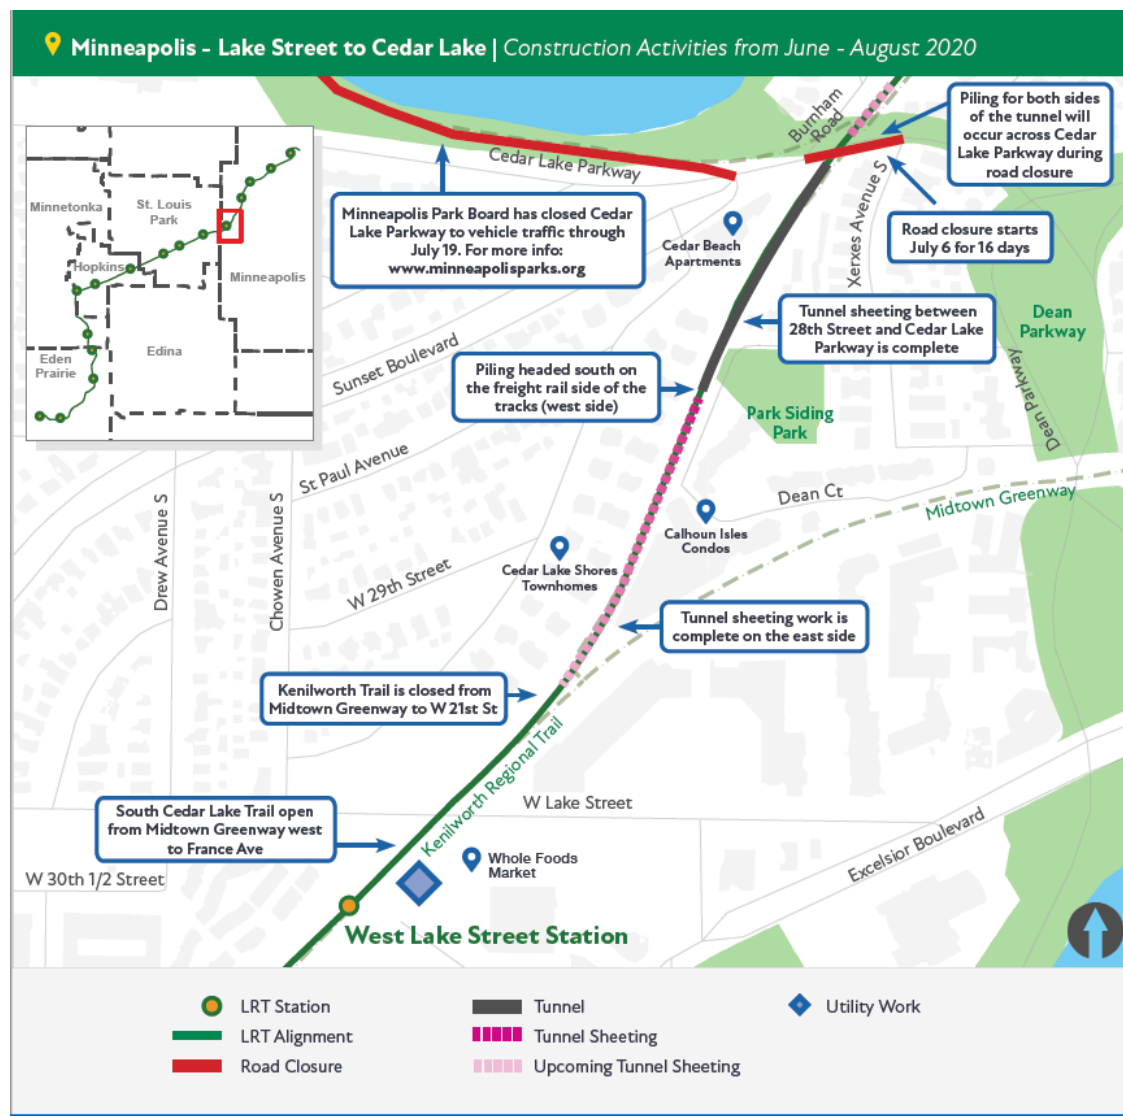 Minneapolis - Lake Street to Cedar Lake | Construction Activities from June - August 2020
Burnham
Road
Piling for both sides
of the tunnel will
occur across Cedar
Lake Parkway during
road closure
Cedar Lake Parkway
Minnetonka
St. Louis
Park
Hopkins
Minneapolis
Edina
Eden
Prairie
Minneapolis Park Board has closed Cedar
Lake Parkway to vehicle traffic through
July 19. For more info:
www.minneapolisparks.org
Cedar Beach
Apartments
Xerxes Avenue S
Road closure starts
July 6 for 16 days
Tunnel sheeting between
28th Street and Cedar Lake
Parkway is complete
Dean
Parkway
Dean Parkway
Sunset Boulevard
Piling headed south on
the freight rail side of the
tracks (west side)
Park Siding
Park
St Paul Avenue
Drew Avenue S
Chowen Avenue S
Dean Ct
Midtown Greenway
Calhoun Isles
Condos
Cedar Lake Shores
Townhomes
W 29th Street
Tunnel sheeting work is
complete on the east side
Kenilworth Trail is closed from
Midtown Greenway to W 21st St
Kenilworth Regional Trail
W Lake Street
South Cedar Lake Trail open
from Midtown Greenway west
to France Ave
Excelsior Boulevard
Whole Foods
Market
W 30th 1/2 Street
West Lake Street Station
LRT Station
LRT Alignment
Road Closure
Tunnel
Tunnel Sheeting
Upcoming Tunnel Sheeting
Utility Work